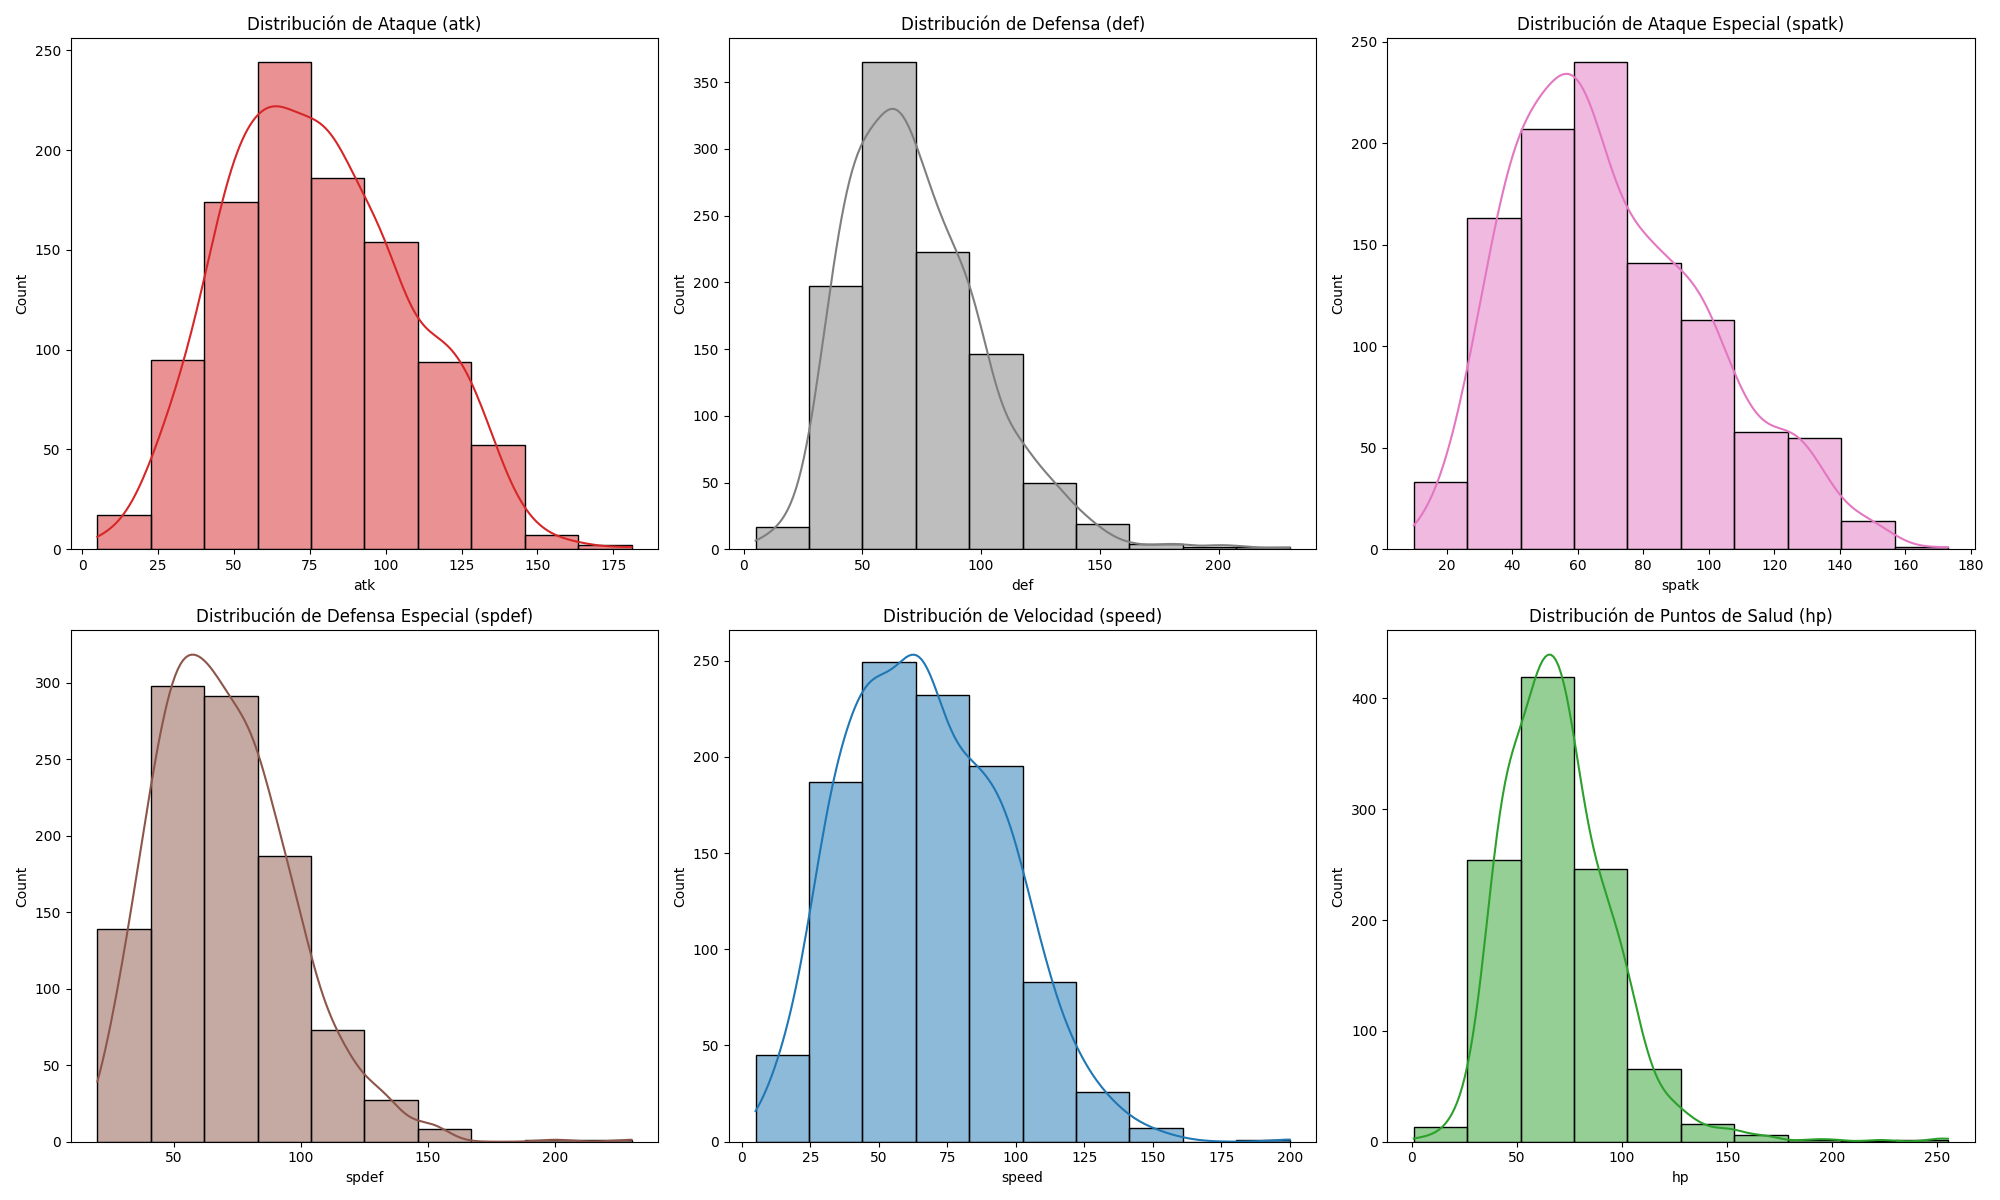 Distribución de Ataque (atk)
250
200
150
100
50
0
Count
0 25 50 75 100 125 150 175
atk
Distribución de Defensa (def)
350
300
250
200
150
100
50
0
Count
0 50 100 150 200
def
Distribución de Ataque Especial (spatk)
250
200
150
100
50
0
Count
20 40 60 80 100 120 140 160 180
spatk
Distribución de Defensa Especial (spdef)
300
250
200
150
100
50
0
Count
50 100 150 200
spdef
Distribución de Velocidad (speed)
250
200
150
100
50
0
Count
0 25 50 75 100 125 150 175 200
speed
Distribución de Puntos de Salud (hp)
400
300
200
100
0
Count
0 50 100 150 200 250
hp